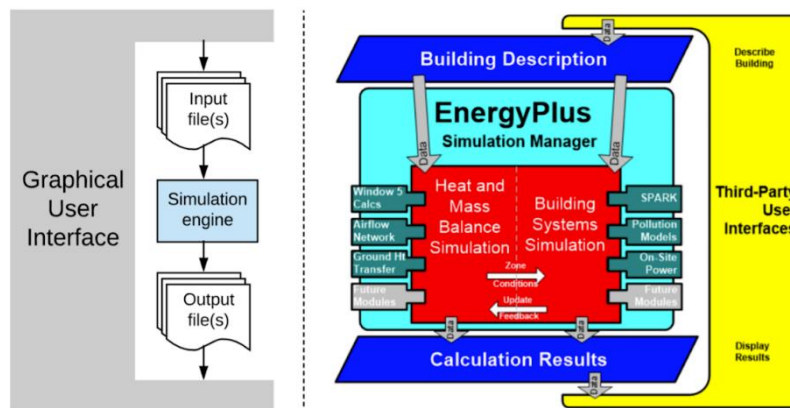 Graphical
User
Interface
Input
file(s)
Simulation
engine
Output
file(s)
Data
Building Description
Describe
Building
EnergyPlus
Simulation Manager
Data
Data
Window 5
Calcs
Airflow
Network
Ground Ht
Transfer
Future
Modules
Heat and
Mass
Balance
Simulation
Building
Systems
Simulation
Zone
Conditions
Update
Feedback
SPARK
Pollution
Models
On-Site
Power
Future
Modules
Third-Party
Use
Interfaces
Data
Data
Calculation Results
Display
Results
Data